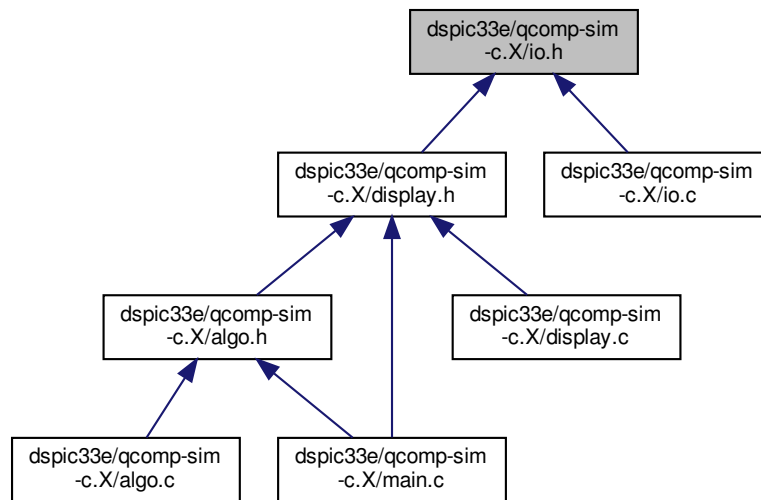 dspic33e/qcomp-sim
-c.X/io.h
dspic33e/qcomp-sim
-c.X/display.h
dspic33e/qcomp-sim
-c.X/io.c
dspic33e/qcomp-sim
-c.X/algo.h
dspic33e/qcomp-sim
-c.X/display.c
dspic33e/qcomp-sim
-c.X/algo.c
dspic33e/qcomp-sim
-c.X/main.c